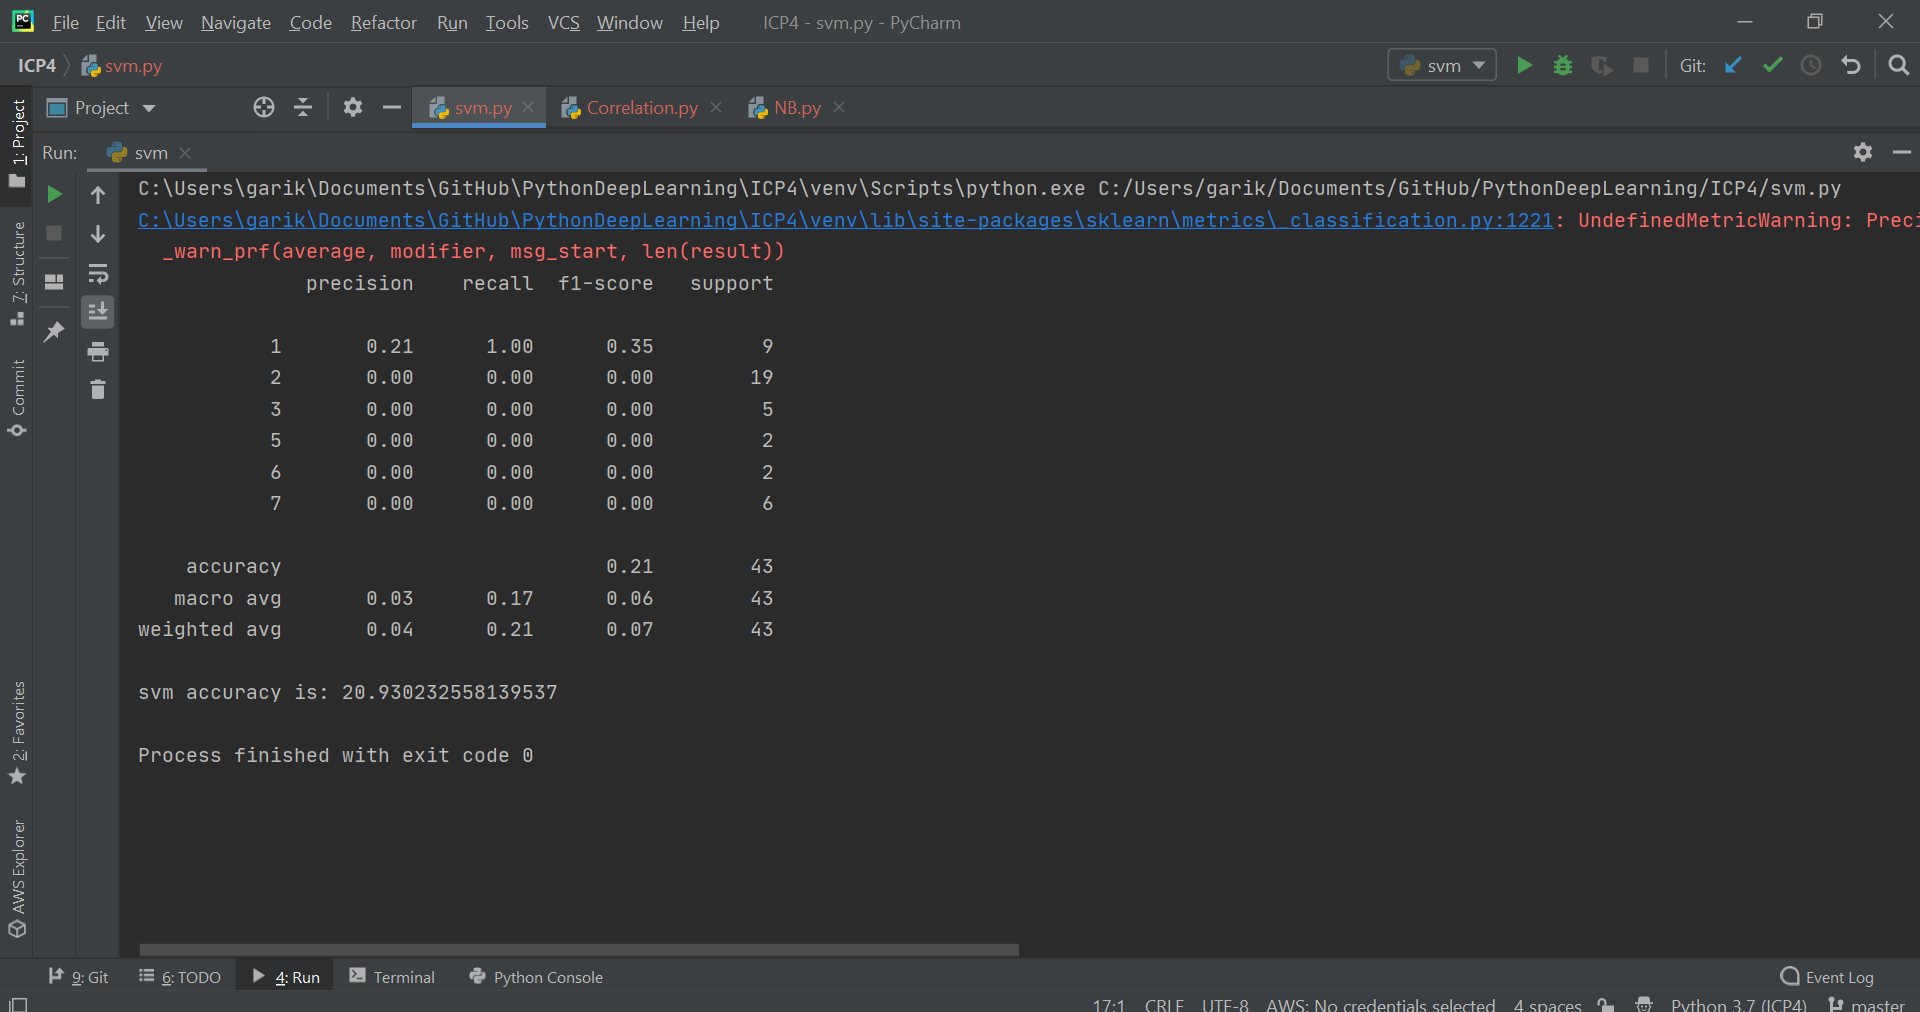 File Edit View Navigate Code Refactor Run Tools VCS Window Help ICP4 - svm.py - PyCharm
ICP4 svm.py svm Git:
Project svm.py Correlation.py NB.py
Run: svm
C:\Users\garik\Documents\GitHub\PythonDeepLearning\ICP4\venv\Scripts\python.exe C:/Users/garik/Documents/GitHub/PythonDeepLearning/ICP4/svm.py
C:\Users\garik\Documents\GitHub\PythonDeepLearning\ICP4\venv\lib\site-packages\sklearn\metrics\_classification.py:1221: UndefinedMetricWarning: Preci
_warn_prf(average, modifier, msg_start, len(result))
precision recall f1-score support
1 0.21 1.00 0.35 9
2 0.00 0.00 0.00 19
3 0.00 0.00 0.00 5
5 0.00 0.00 0.00 2
6 0.00 0.00 0.00 2
7 0.00 0.00 0.00 6
accuracy 0.21 43
macro avg 0.03 0.17 0.06 43
weighted avg 0.04 0.21 0.07 43
svm accuracy is: 20.930232558139537
Process finished with exit code 0
1: Project
7: Structure
Commit
2: Favorites
AWS Explorer
9: Git 6: TODO 4: Run Terminal Python Console Event Log
17:1 CRLF UTF-8 AWS: No credentials selected 4 spaces Python 3.7 (ICP4) master